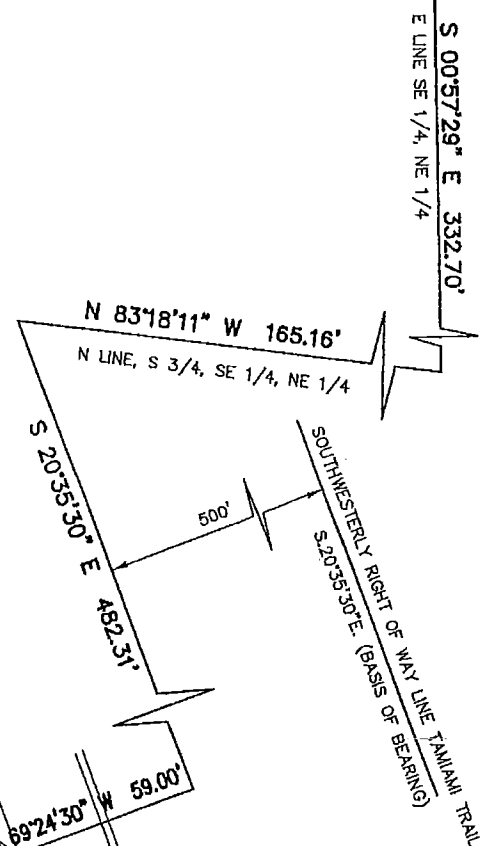 S 00°57'29" E 332.70'
E LINE SE 1/4, NE 1/4
N 83°18'11" W 165.16'
N LINE, S 3/4, SE 1/4, NE 1/4
S 20°35'30" E 482.31'
500'
SOUTHWESTERLY RIGHT OF WAY LINE TAMIAMI TRAIL
S.20°35'30"E. (BASIS OF BEARING)
69°24'30" W 59.00'